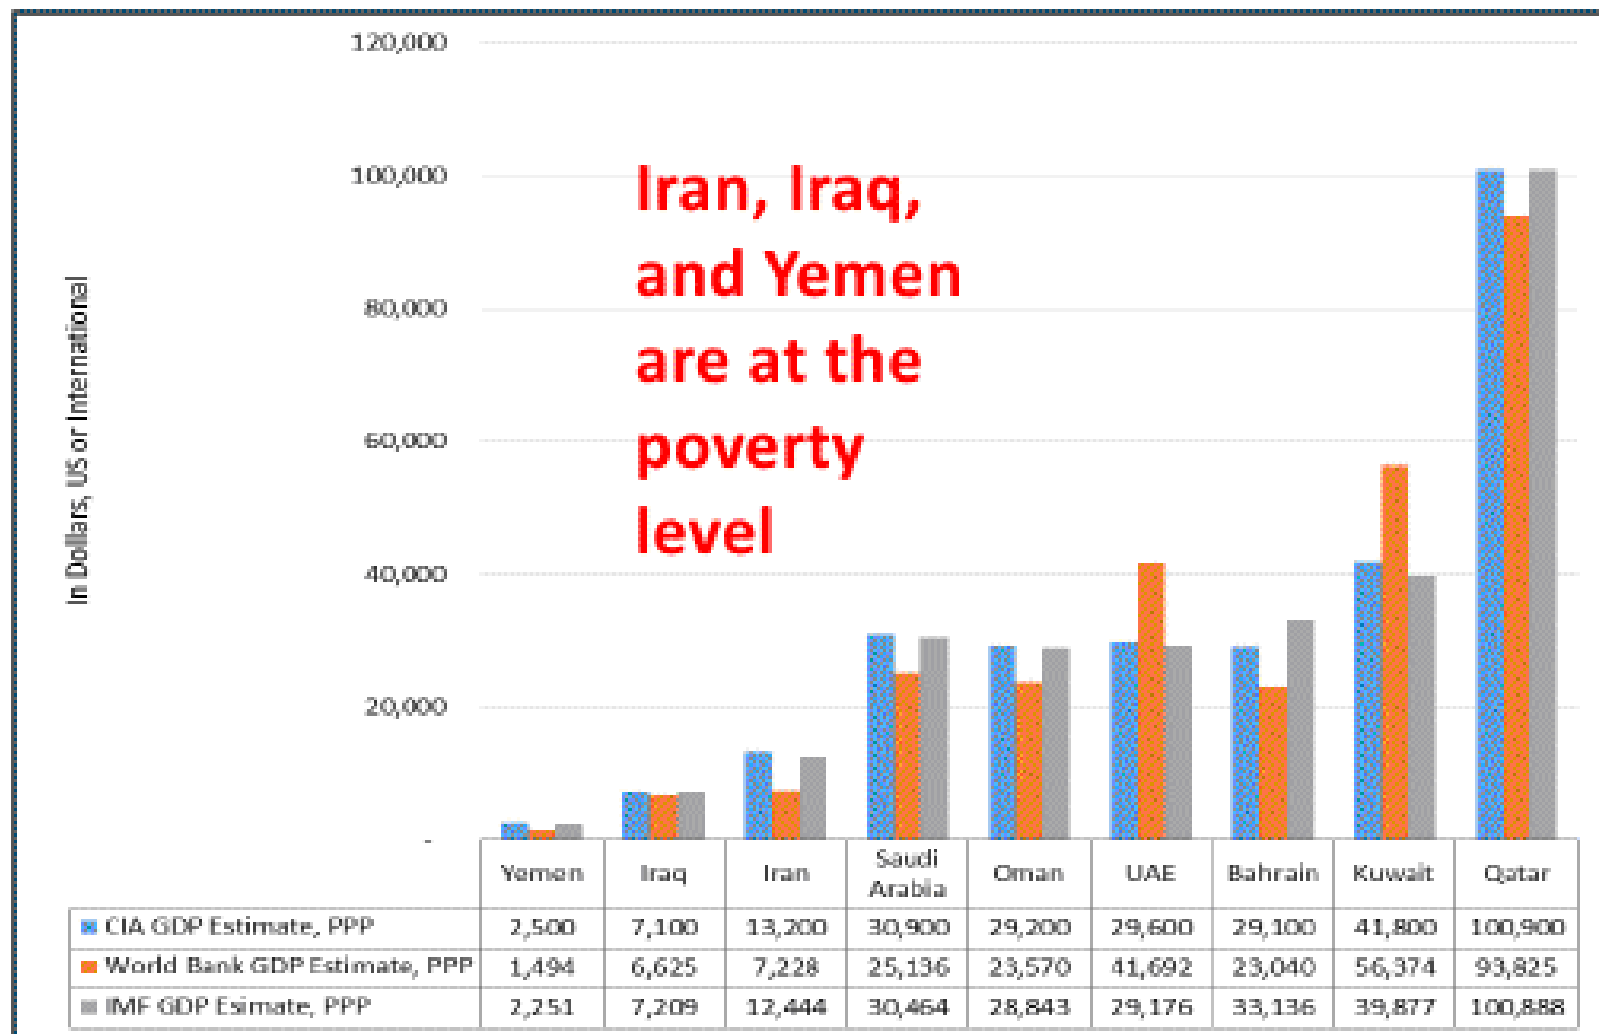 120,000
100,000
80,000
60,000
40,000
20,000
-
In Dollars, US or International
Iran, Iraq,
and Yemen
are at the
poverty
level
Yemen Iraq Iran Saudi Arabia Oman UAE Bahrain Kuwait Qatar
CIA GDP Estimate, PPP 2,500 7,100 13,200 30,900 29,200 29,600 29,100 41,800 100,900
World Bank GDP Estimate, PPP 1,494 6,625 7,228 25,136 23,570 41,692 23,040 56,374 93,825
IMF GDP Esimate, PPP 2,251 7,209 12,444 30,464 28,843 29,176 33,136 39,877 100,888